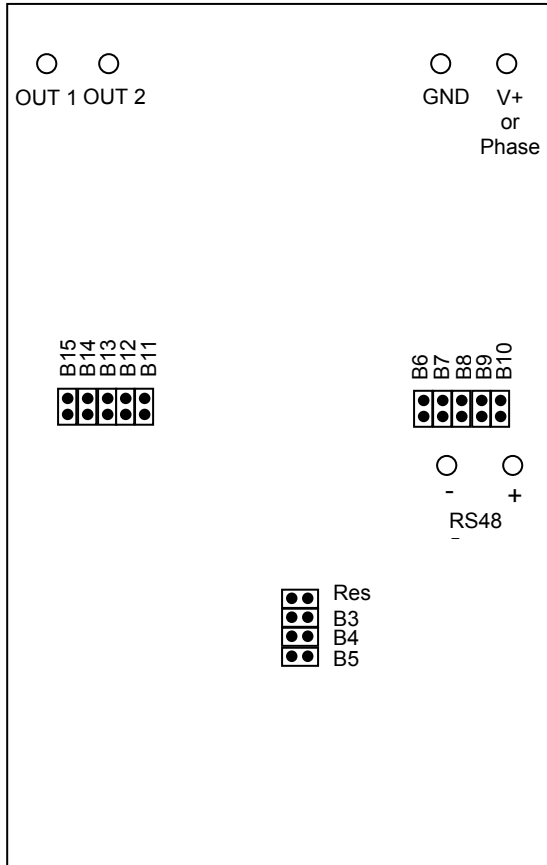 OUT 1 OUT 2
GND
V+
or
Phase
B15
B14
B13
B12
B11
B6
B7
B8
B9
B10
- +
RS48
Res
B3
B4
B5